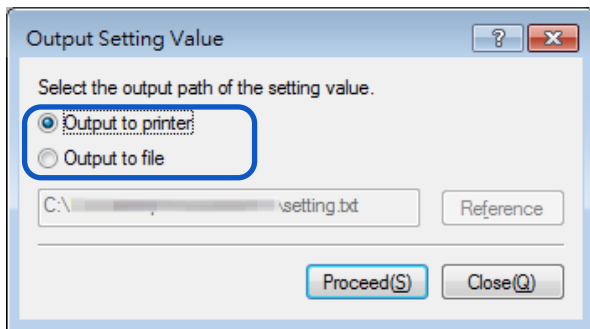 Output Setting Value
Select the output path of the setting value.
Output to printer
Output to file
C:\ \setting.txt Reference
Proceed(S) Close(Q)